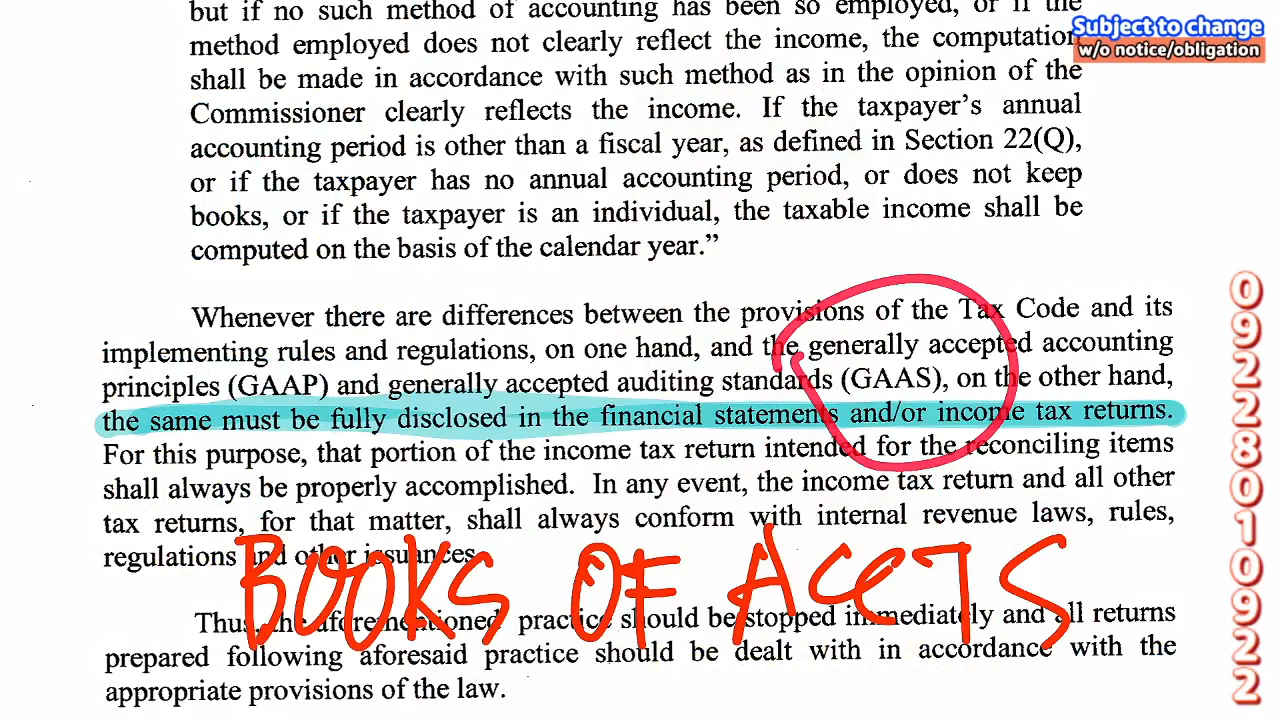 but if no such method of accounting has been so employed, or if the
method employed does not clearly reflect the income, the computation
shall be made in accordance with such method as in the opinion of the
Commissioner clearly reflects the income. If the taxpayer's annual
accounting period is other than a fiscal year, as defined in Section 22(Q),
or if the taxpayer has no annual accounting period, or does not keep
books, or if the taxpayer is an individual, the taxable income shall be
computed on the basis of the calendar year.”
Whenever there are differences between the provisions of the Tax Code and its
implementing rules and regulations, on one hand, and the generally accepted accounting
principles (GAAP) and generally accepted auditing standards (GAAS), on the other hand,
the same must be fully disclosed in the financial statements and/or income tax returns.
For this purpose, that portion of the income tax return intended for the reconciling items
shall always be properly accomplished. In any event, the income tax return and all other
tax returns, for that matter, shall always conform with internal revenue laws, rules,
regulations and other issuances.
BOOKS OF ACCTS
Thus, the aforementioned practice should be stopped immediately and all returns
prepared following aforesaid practice should be dealt with in accordance with the
appropriate provisions of the law.
Subject to change
w/o notice/obligation
09228010922